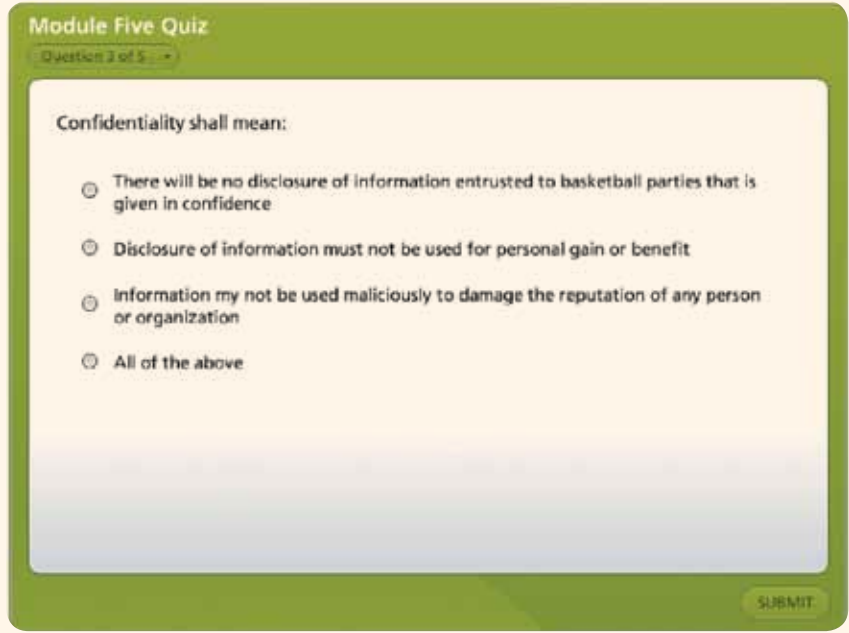 Module Five Quiz
Question 3 of 5
Confidentiality shall mean:
There will be no disclosure of information entrusted to basketball parties that is
given in confidence
Disclosure of information must not be used for personal gain or benefit
Information my not be used maliciously to damage the reputation of any person
or organization
All of the above
SUBMIT